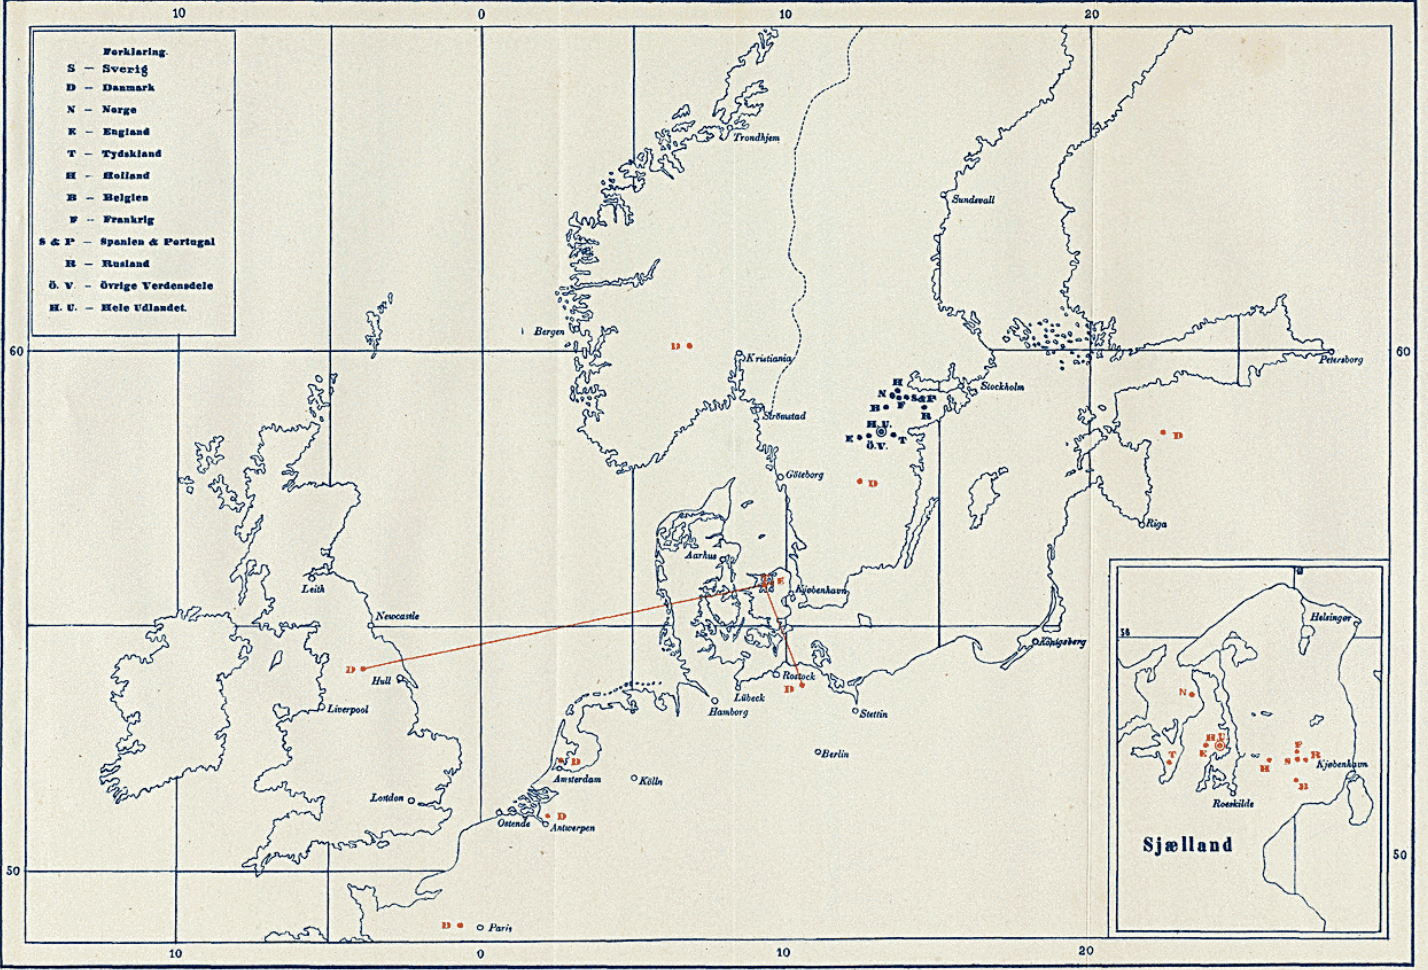 10 0 10 20
Forklaring.
S — Sverig
D — Danmark
N — Norge
E — England
T — Tydskland
H — Holland
B — Belgien
F — Frankrig
S & P — Spanien & Portugal
R — Rusland
Ö. V. — Övrige Verdensdele
H. U. — Hele Udlandet.
Trondhjem
Sundsvall
Bergen
60
D
Kristiania
60
Petersborg
Stockholm
H
N F S&P
B R
Strömstad
H.U.
E T
Ö.V.
D
Göteborg
D
Riga
Aarhus
Leith
E
Kjøbenhavn
Newcastle
Königsberg
D
Hull
Rostock
D
Lübeck
Liverpool
Hamborg
Stettin
Berlin
D
Amsterdam
Kölln
London
D
Ostende
Antwerpen
50
D
Paris
Helsingør
56
N
H.U.
E
T
F
S R
H
Kjøbenhavn
B
Roeskilde
Sjælland
50
10 0 10 20